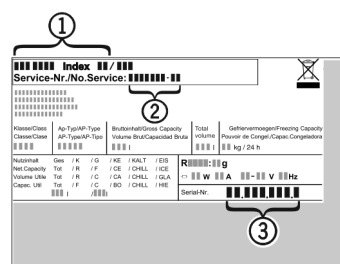 1
Index /
Service-Nr./No.Service: -
2
Klasse/Class Ap-Typ/AP-Type Bruttoinhalt/Gross Capacity Total Gefriervermoegen/Freezing Capacity
Classe/Clase AP-Type/AP-Tipo Volume Brut/Capacidad Bruta volume Pouvoir de Congel./Capac.Congeladora
l l kg / 24 h
Nutzinhalt Ges / K / G / KE / KALT / EIS
Net.Capacity Tot / R / F / CE / CHILL / ICE
Volume Utile Tot / R / C / CA / CHILL / GLA
Capac. Util Tot / F / C / BO / CHILL / HIE
l / l
R : g
W A - V Hz
Serial-Nr. . . .
3